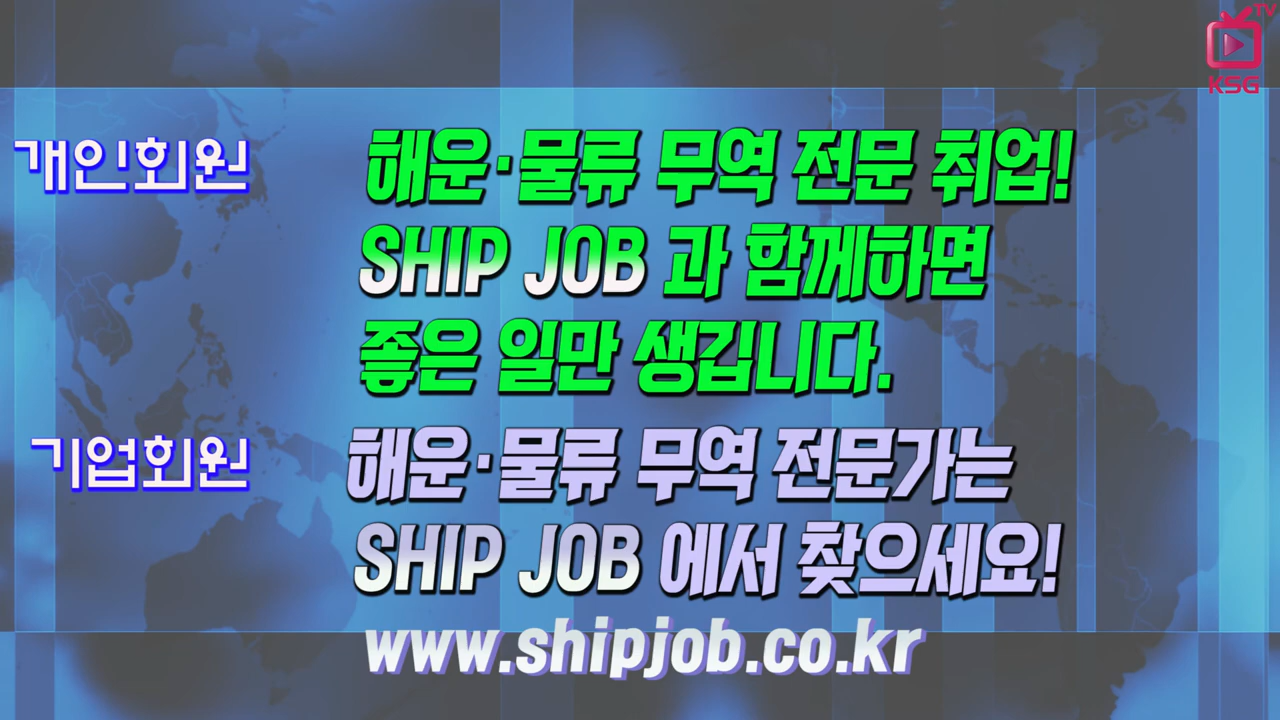 TV
KSG
개인회원
해운·물류 무역 전문 취업!
SHIP JOB 과 함께하면
좋은 일만 생깁니다.
기업회원
해운·물류 무역 전문가는
SHIP JOB 에서 찾으세요!
www.shipjob.co.kr